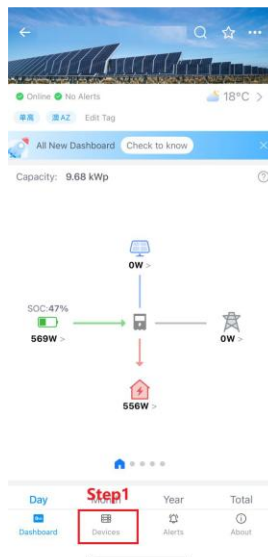 Online No Alerts 18°C >
Edit Tag
All New Dashboard Check to know
Capacity: 9.68 kWp
0W >
SOC:47%
569W >
0W >
556W >
Day Month Year Total
Step1
Dashboard Devices Alerts About